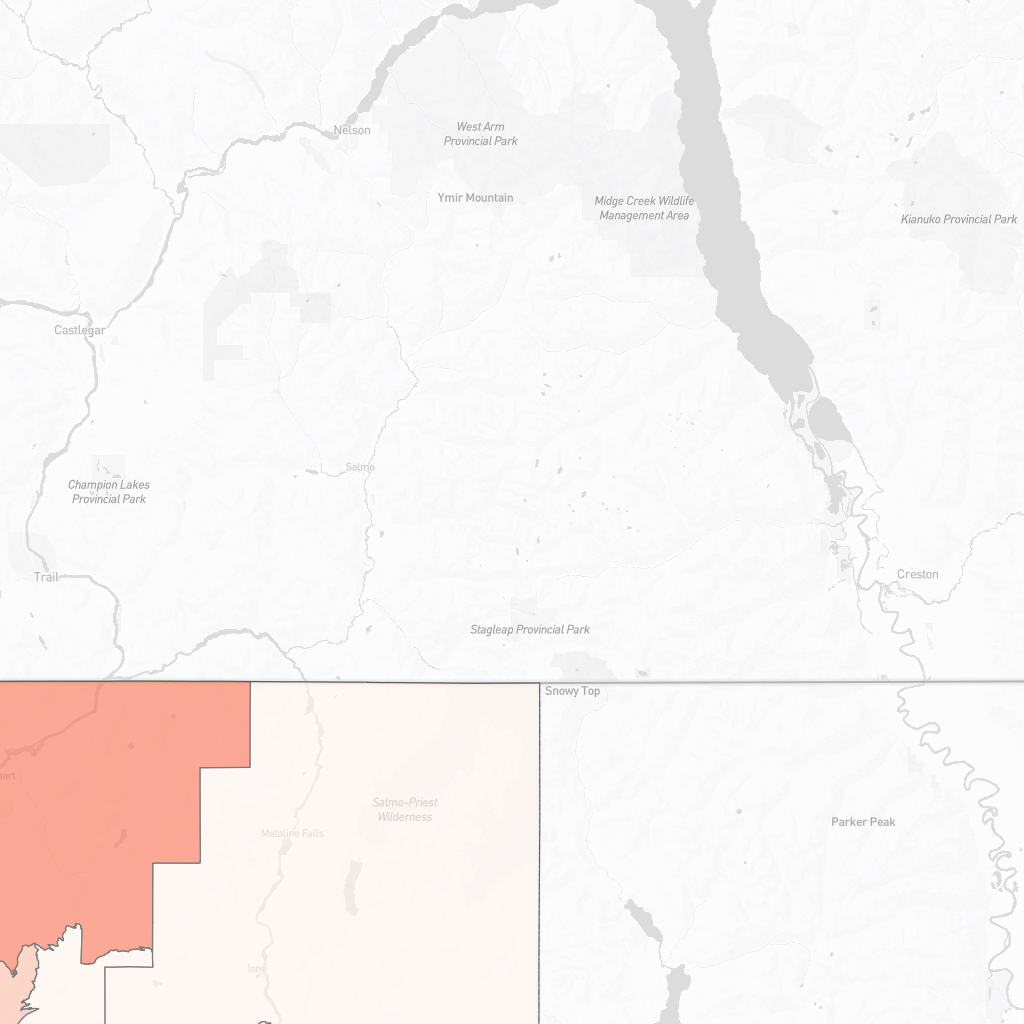 Nelson
West Arm
Provincial Park
Ymir Mountain
Midge Creek Wildlife
Management Area
Kianuko Provincial Park
Castlegar
Salmo
Champion Lakes
Provincial Park
Trail
Creston
Stagleap Provincial Park
Snowy Top
port
Salmo-Priest
Wilderness
Metaline Falls
Parker Peak
Ione